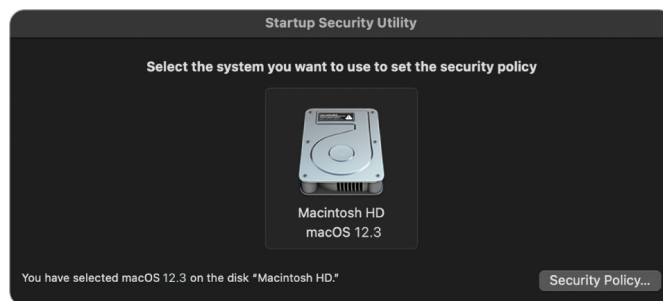 Startup Security Utility
Select the system you want to use to set the security policy
Macintosh HD
macOS 12.3
You have selected macOS 12.3 on the disk “Macintosh HD.”
Security Policy...